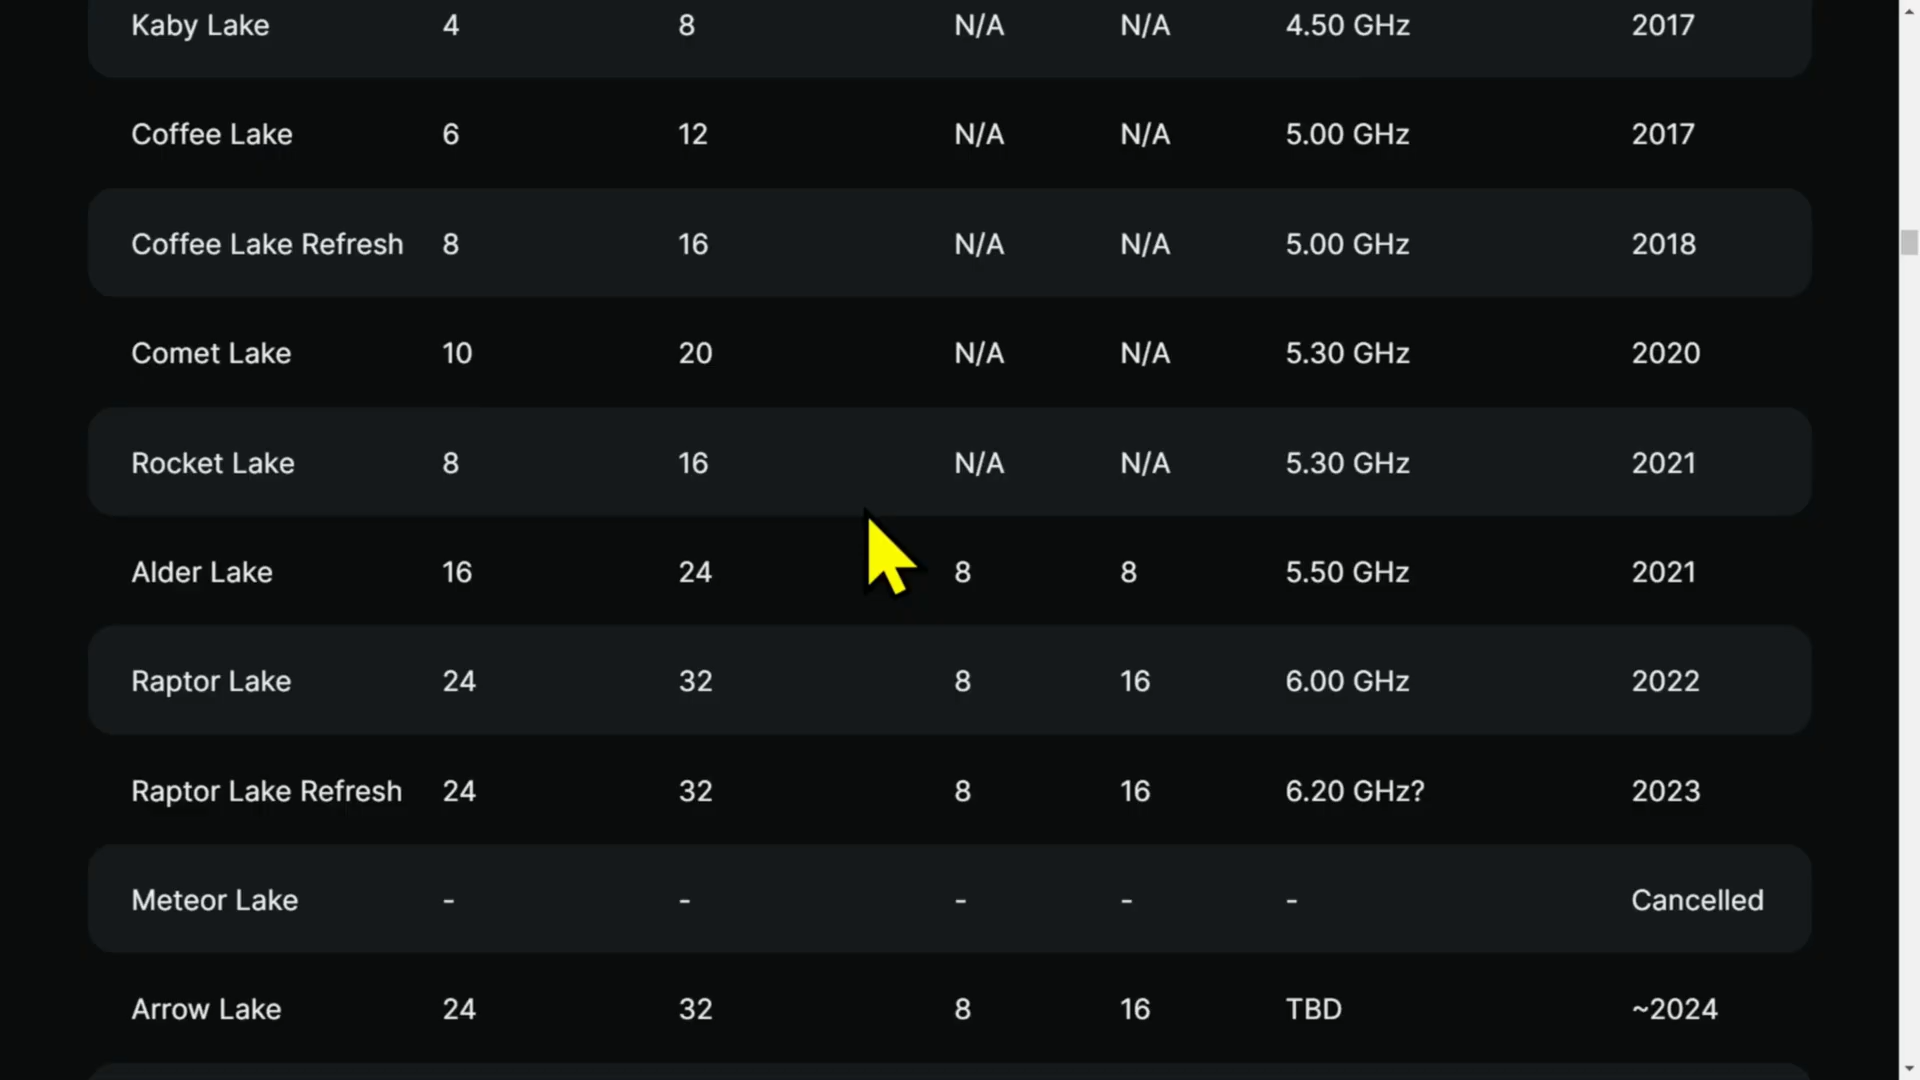 Kaby Lake 4 8 N/A N/A 4.50 GHz 2017
Coffee Lake 6 12 N/A N/A 5.00 GHz 2017
Coffee Lake Refresh 8 16 N/A N/A 5.00 GHz 2018
Comet Lake 10 20 N/A N/A 5.30 GHz 2020
Rocket Lake 8 16 N/A N/A 5.30 GHz 2021
Alder Lake 16 24 8 8 5.50 GHz 2021
Raptor Lake 24 32 8 16 6.00 GHz 2022
Raptor Lake Refresh 24 32 8 16 6.20 GHz? 2023
Meteor Lake - - - - - Cancelled
Arrow Lake 24 32 8 16 TBD ~2024